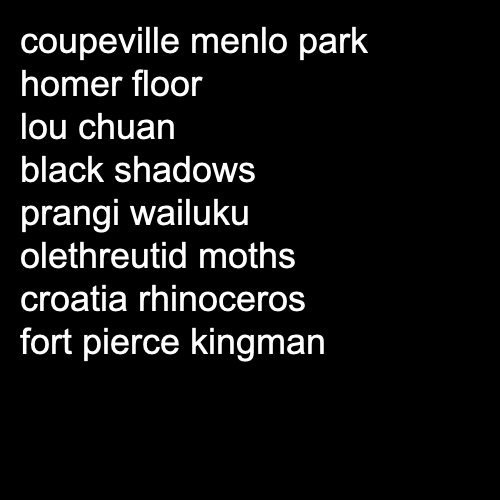 coupeville menlo park
homer floor
lou chuan
black shadows
prangi wailuku
olethreutid moths
croatia rhinoceros
fort pierce kingman